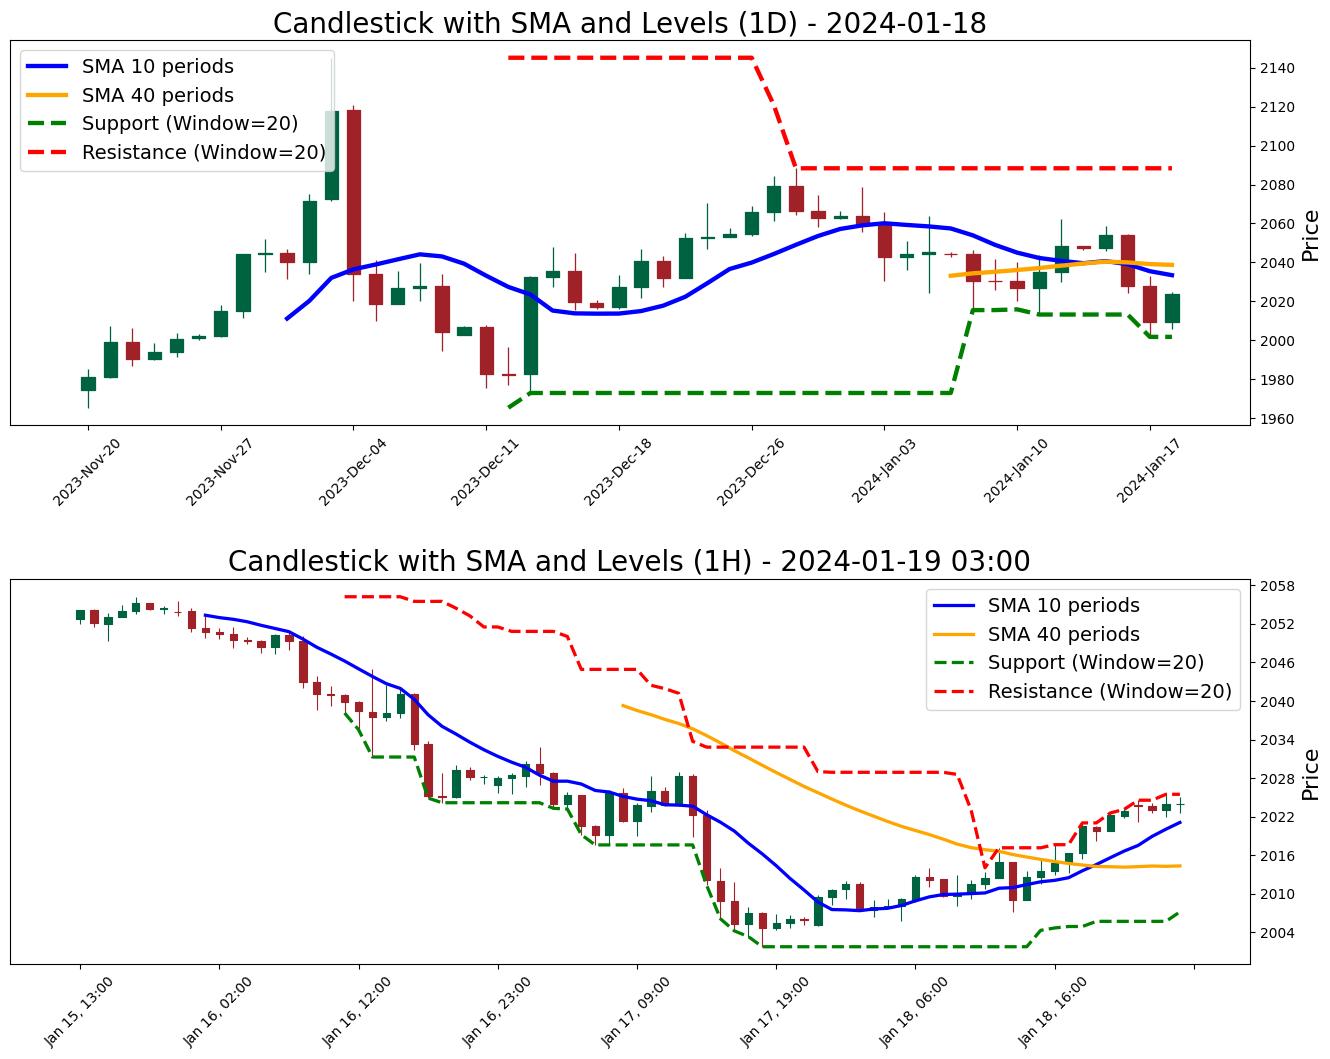 Candlestick with SMA and Levels (1D) - 2024-01-18
SMA 10 periods
SMA 40 periods
Support (Window=20)
Resistance (Window=20)
2140
2120
2100
2080
2060
2040
2020
2000
1980
1960
Price
2023-Nov-20
2023-Nov-27
2023-Dec-04
2023-Dec-11
2023-Dec-18
2023-Dec-26
2024-Jan-03
2024-Jan-10
2024-Jan-17
Candlestick with SMA and Levels (1H) - 2024-01-19 03:00
SMA 10 periods
SMA 40 periods
Support (Window=20)
Resistance (Window=20)
2058
2052
2046
2040
2034
2028
2022
2016
2010
2004
Price
Jan 15, 13:00
Jan 16, 02:00
Jan 16, 12:00
Jan 16, 23:00
Jan 17, 09:00
Jan 17, 19:00
Jan 18, 06:00
Jan 18, 16:00